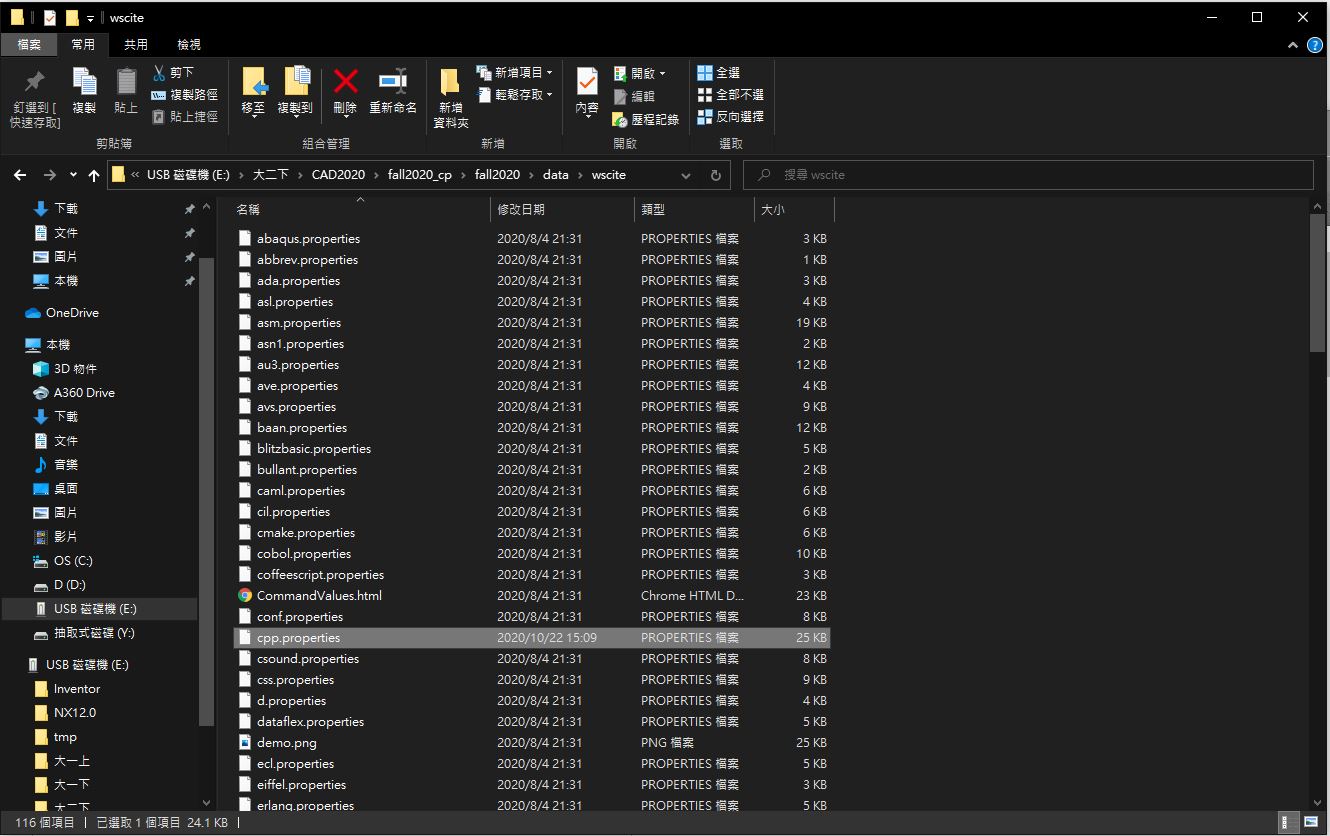 wscite
檔案 常用 共用 檢視
釘選到 [快速存取]
複製
貼上
剪下
複製路徑
貼上捷徑
剪貼簿
移至
複製到
刪除
重新命名
組合管理
新增資料夾
新增項目
輕鬆存取
新增
內容
開啟
編輯
歷程記錄
開啟
全選
全部不選
反向選擇
選取
« USB 磁碟機 (E:) › 大二下 › CAD2020 › fall2020_cp › fall2020 › data › wscite
搜尋 wscite
下載
文件
圖片
本機
OneDrive
本機
3D 物件
A360 Drive
下載
文件
音樂
桌面
圖片
影片
OS (C:)
D (D:)
USB 磁碟機 (E:)
抽取式磁碟 (Y:)
USB 磁碟機 (E:)
Inventor
NX12.0
tmp
大一上
大一下
大二下
名稱 修改日期 類型 大小
abaqus.properties 2020/8/4 21:31 PROPERTIES 檔案 3 KB
abbrev.properties 2020/8/4 21:31 PROPERTIES 檔案 1 KB
ada.properties 2020/8/4 21:31 PROPERTIES 檔案 3 KB
asl.properties 2020/8/4 21:31 PROPERTIES 檔案 4 KB
asm.properties 2020/8/4 21:31 PROPERTIES 檔案 19 KB
asn1.properties 2020/8/4 21:31 PROPERTIES 檔案 2 KB
au3.properties 2020/8/4 21:31 PROPERTIES 檔案 12 KB
ave.properties 2020/8/4 21:31 PROPERTIES 檔案 4 KB
avs.properties 2020/8/4 21:31 PROPERTIES 檔案 9 KB
baan.properties 2020/8/4 21:31 PROPERTIES 檔案 12 KB
blitzbasic.properties 2020/8/4 21:31 PROPERTIES 檔案 5 KB
bullant.properties 2020/8/4 21:31 PROPERTIES 檔案 2 KB
caml.properties 2020/8/4 21:31 PROPERTIES 檔案 6 KB
cil.properties 2020/8/4 21:31 PROPERTIES 檔案 6 KB
cmake.properties 2020/8/4 21:31 PROPERTIES 檔案 6 KB
cobol.properties 2020/8/4 21:31 PROPERTIES 檔案 10 KB
coffeescript.properties 2020/8/4 21:31 PROPERTIES 檔案 3 KB
CommandValues.html 2020/8/4 21:31 Chrome HTML D... 23 KB
conf.properties 2020/8/4 21:31 PROPERTIES 檔案 8 KB
cpp.properties 2020/10/22 15:09 PROPERTIES 檔案 25 KB
csound.properties 2020/8/4 21:31 PROPERTIES 檔案 8 KB
css.properties 2020/8/4 21:31 PROPERTIES 檔案 9 KB
d.properties 2020/8/4 21:31 PROPERTIES 檔案 4 KB
dataflex.properties 2020/8/4 21:31 PROPERTIES 檔案 5 KB
demo.png 2020/8/4 21:31 PNG 檔案 25 KB
ecl.properties 2020/8/4 21:31 PROPERTIES 檔案 5 KB
eiffel.properties 2020/8/4 21:31 PROPERTIES 檔案 3 KB
erlang.properties 2020/8/4 21:31 PROPERTIES 檔案 5 KB
116 個項目 已選取 1 個項目 24.1 KB